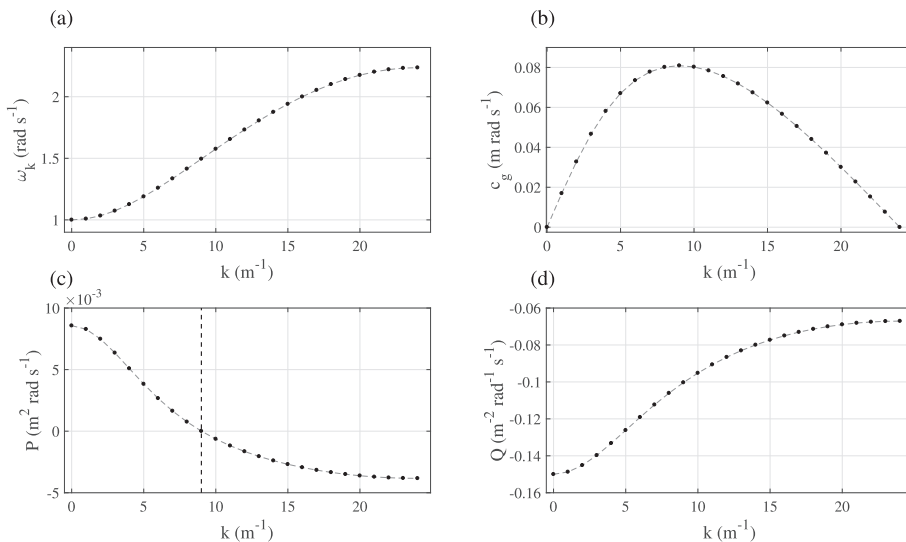 (a)
2
1.5
1
ω_k (rad s⁻¹)
0 5 10 15 20
k (m⁻¹)
(b)
0.08
0.06
0.04
0.02
0
c_g (m rad s⁻¹)
0 5 10 15 20
k (m⁻¹)
(c)
×10⁻³
10
5
0
-5
P (m² rad s⁻¹)
0 5 10 15 20
k (m⁻¹)
(d)
-0.06
-0.08
-0.1
-0.12
-0.14
-0.16
Q (m⁻² rad⁻¹ s⁻¹)
0 5 10 15 20
k (m⁻¹)